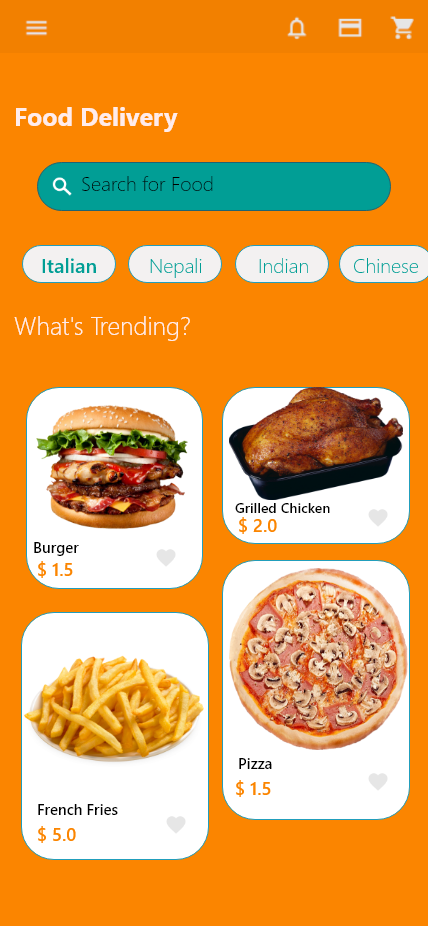 Food Delivery
Search for Food
Italian Nepali Indian Chinese
What's Trending?
Burger
$ 1.5
Grilled Chicken
$ 2.0
French Fries
$ 5.0
Pizza
$ 1.5